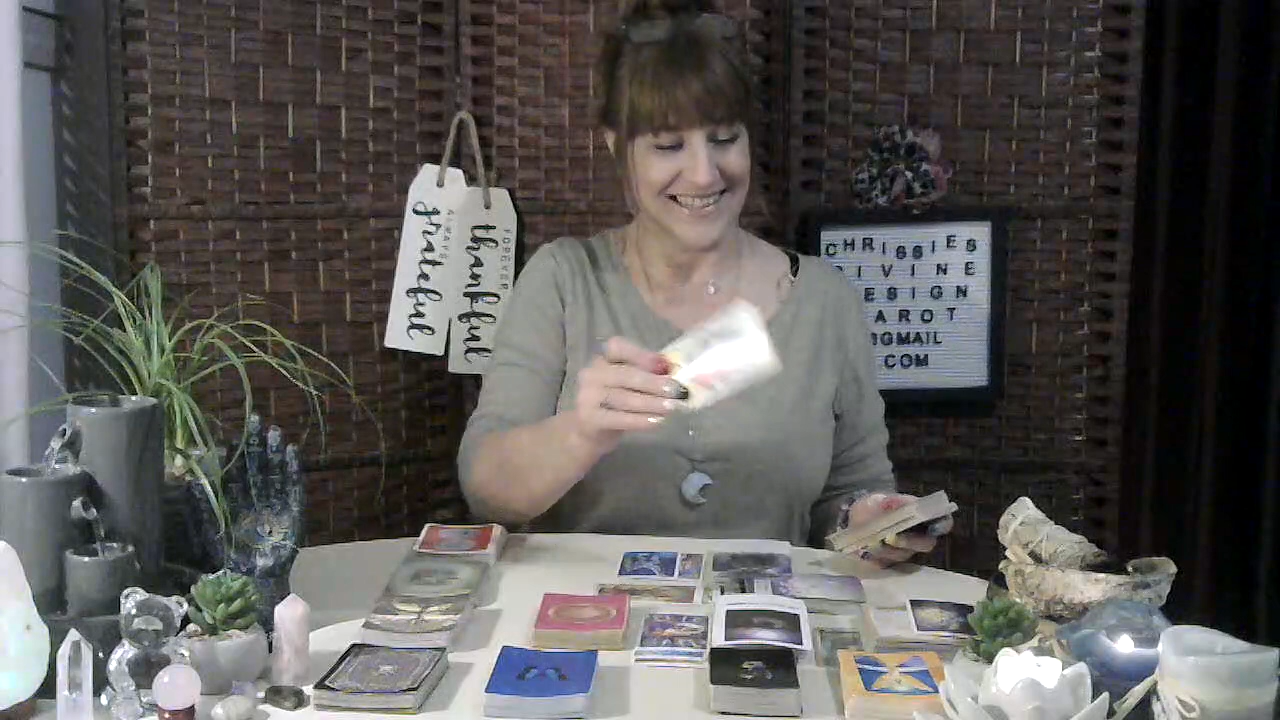 ALWAYS
grateful
FOREVER
thankful
CHRISSIES
DIVINE
DESIGN
TAROT
GMAIL
COM